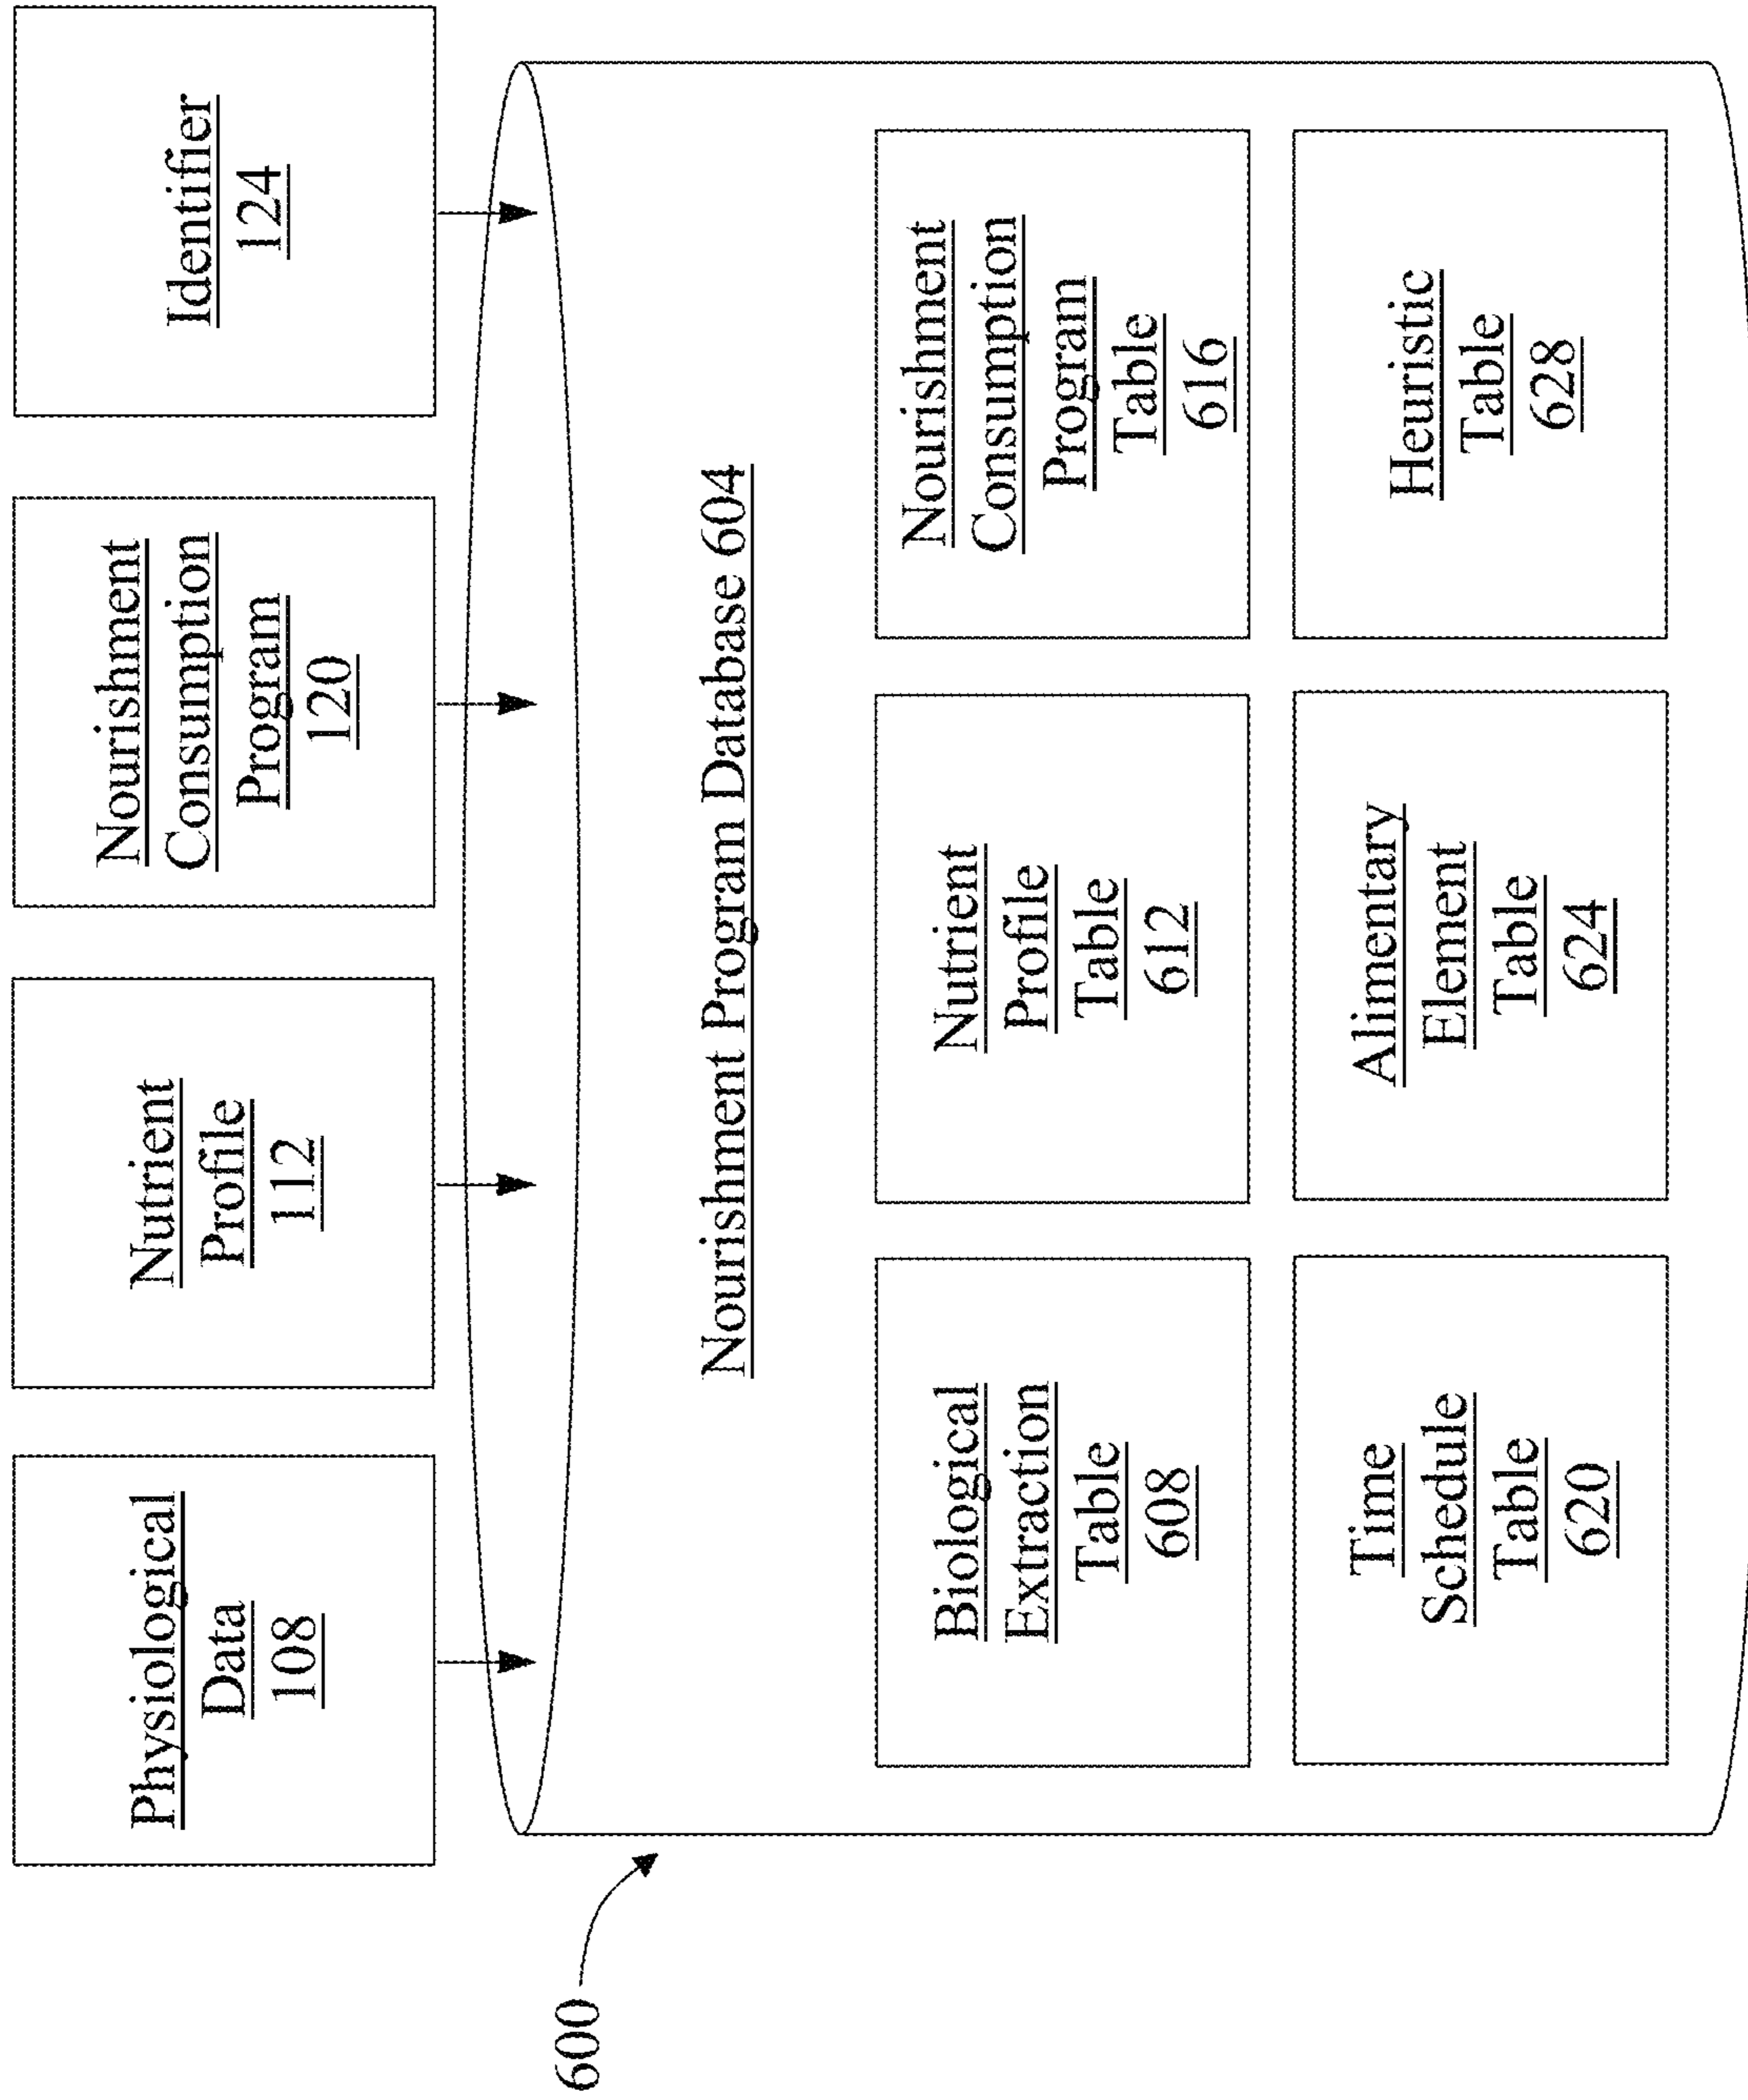 Physiological
Data
108
Nutrient
Profile
112
Nourishment
Consumption
Program
120
Identifier
124
600
Nourishment Program Database 604
Biological
Extraction
Table
608
Nutrient
Profile
Table
612
Nourishment
Consumption
Program
Table
616
Time
Schedule
Table
620
Alimentary
Element
Table
624
Heuristic
Table
628